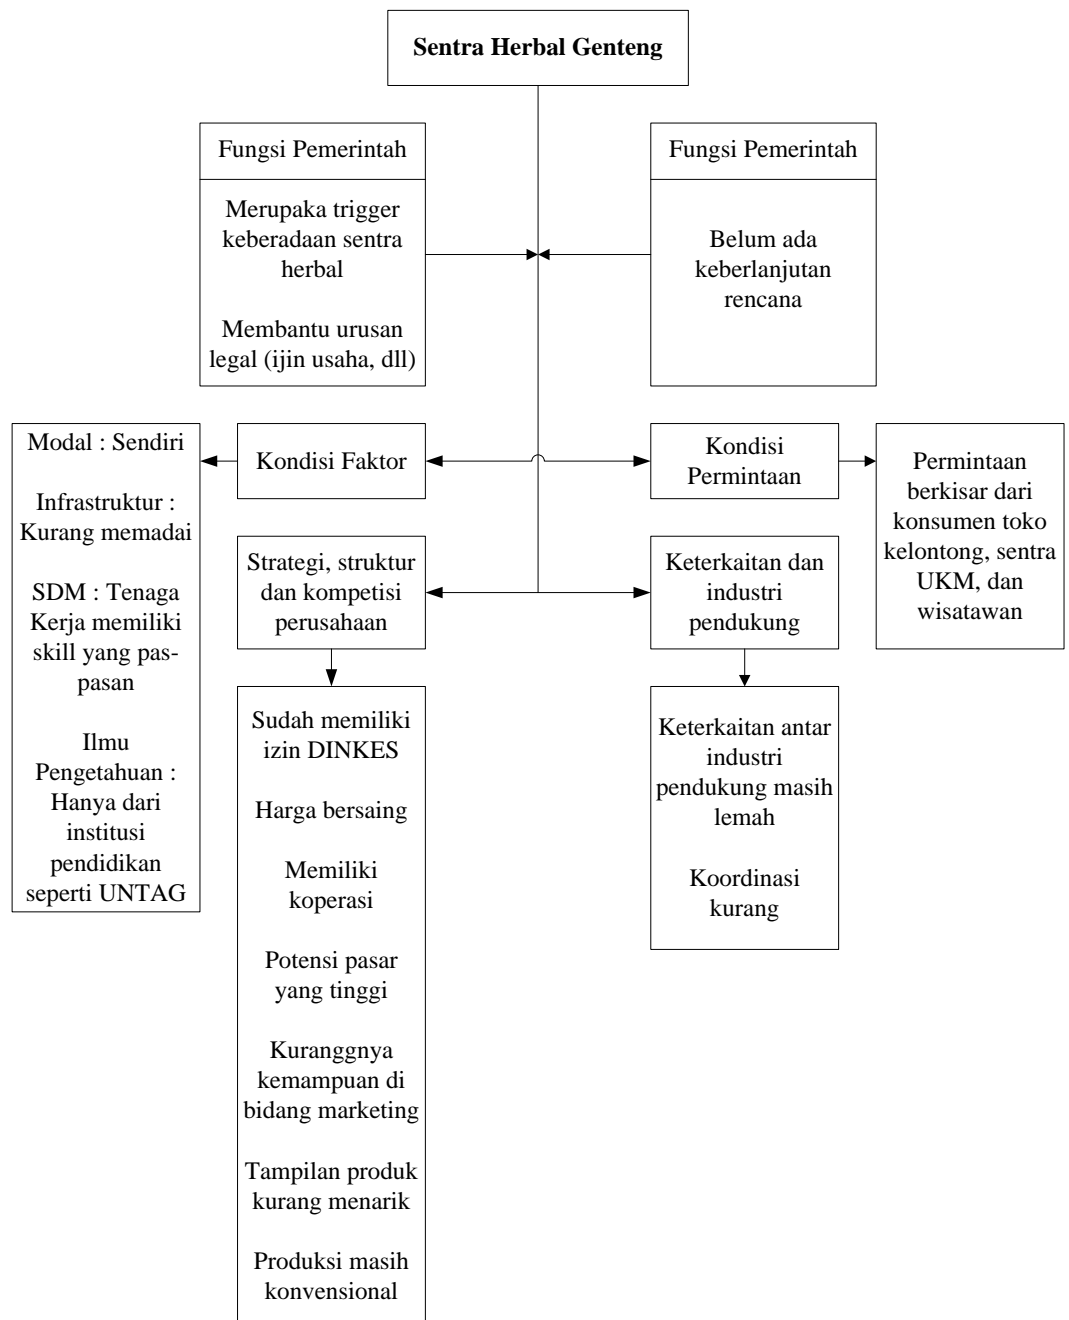 Sentra Herbal Genteng
Fungsi Pemerintah
Merupaka trigger
keberadaan sentra
herbal
Membantu urusan
legal (ijin usaha, dll)
Fungsi Pemerintah
Belum ada
keberlanjutan
rencana
Modal : Sendiri
Infrastruktur :
Kurang memadai
SDM : Tenaga
Kerja memiliki
skill yang pas-
pasan
Ilmu
Pengetahuan :
Hanya dari
institusi
pendidikan
seperti UNTAG
Kondisi Faktor
Kondisi
Permintaan
Permintaan
berkisar dari
konsumen toko
kelontong, sentra
UKM, dan
wisatawan
Strategi, struktur
dan kompetisi
perusahaan
Keterkaitan dan
industri
pendukung
Sudah memiliki
izin DINKES
Harga bersaing
Memiliki
koperasi
Potensi pasar
yang tinggi
Kuranggnya
kemampuan di
bidang marketing
Tampilan produk
kurang menarik
Produksi masih
konvensional
Keterkaitan antar
industri
pendukung masih
lemah
Koordinasi
kurang